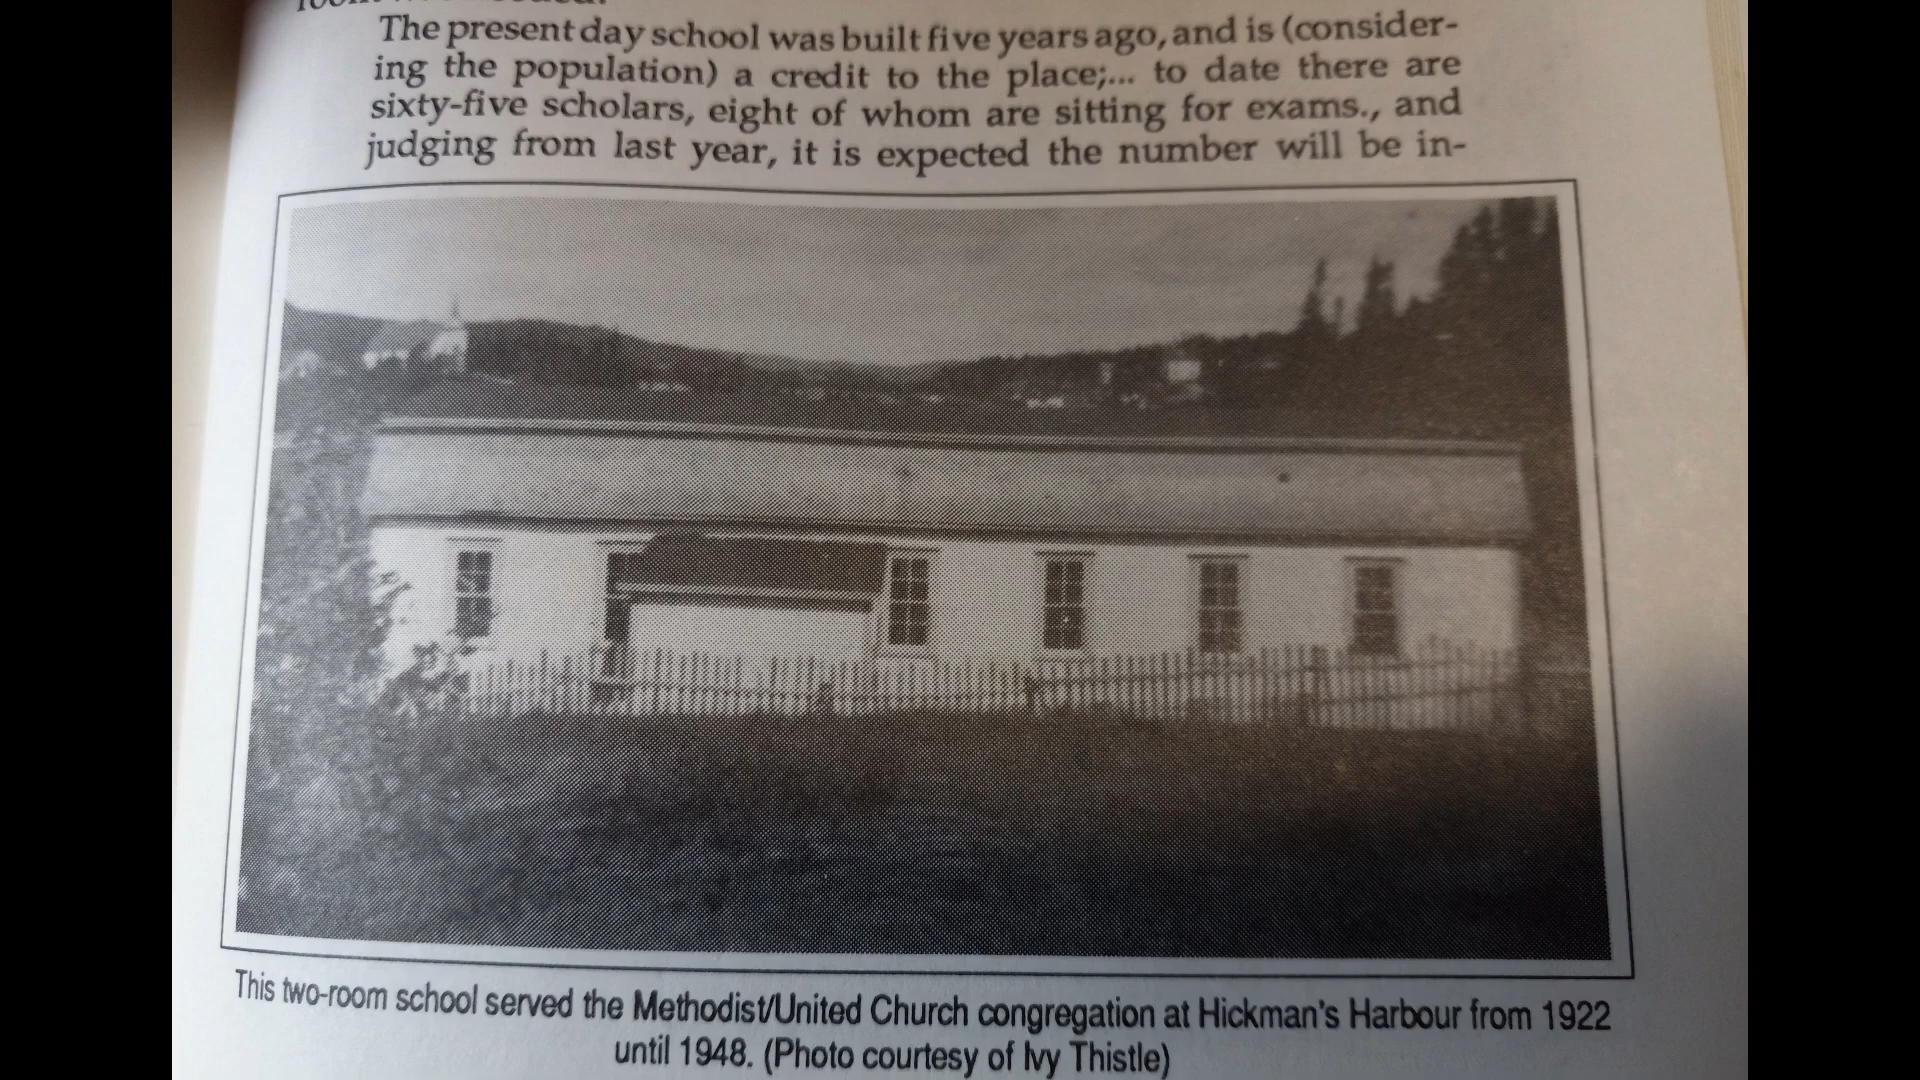 The present day school was built five years ago, and is (consider-
ing the population) a credit to the place;... to date there are
sixty-five scholars, eight of whom are sitting for exams., and
judging from last year, it is expected the number will be in-
This two-room school served the Methodist/United Church congregation at Hickman's Harbour from 1922
until 1948. (Photo courtesy of Ivy Thistle)